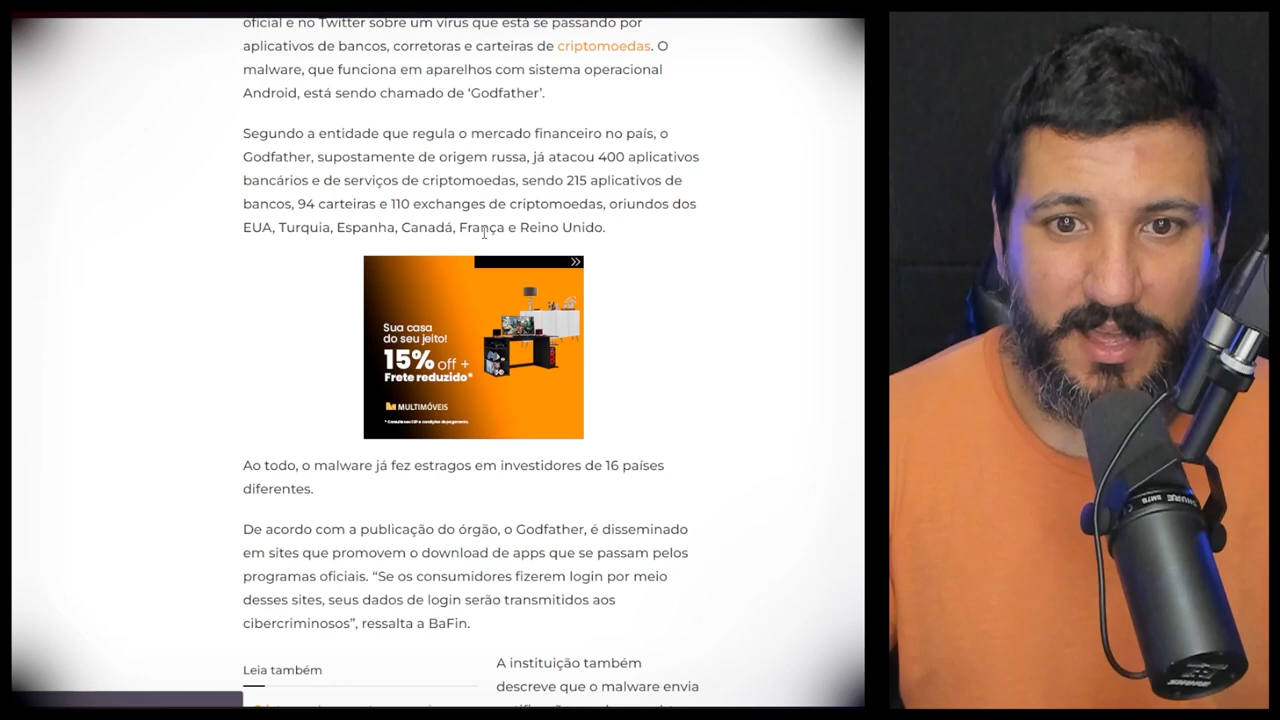 oficial e no Twitter sobre um vírus que está se passando por
aplicativos de bancos, corretoras e carteiras de criptomoedas. O
malware, que funciona em aparelhos com sistema operacional
Android, está sendo chamado de ‘Godfather’.
Segundo a entidade que regula o mercado financeiro no país, o
Godfather, supostamente de origem russa, já atacou 400 aplicativos
bancários e de serviços de criptomoedas, sendo 215 aplicativos de
bancos, 94 carteiras e 110 exchanges de criptomoedas, oriundos dos
EUA, Turquia, Espanha, Canadá, França e Reino Unido.
Sua casa
do seu jeito!
15% off +
Frete reduzido*
MULTIMÓVEIS
Ao todo, o malware já fez estragos em investidores de 16 países
diferentes.
De acordo com a publicação do órgão, o Godfather, é disseminado
em sites que promovem o download de apps que se passam pelos
programas oficiais. “Se os consumidores fizerem login por meio
desses sites, seus dados de login serão transmitidos aos
cibercriminosos”, ressalta a BaFin.
Leia também
A instituição também
descreve que o malware envia
SHURE SM7B